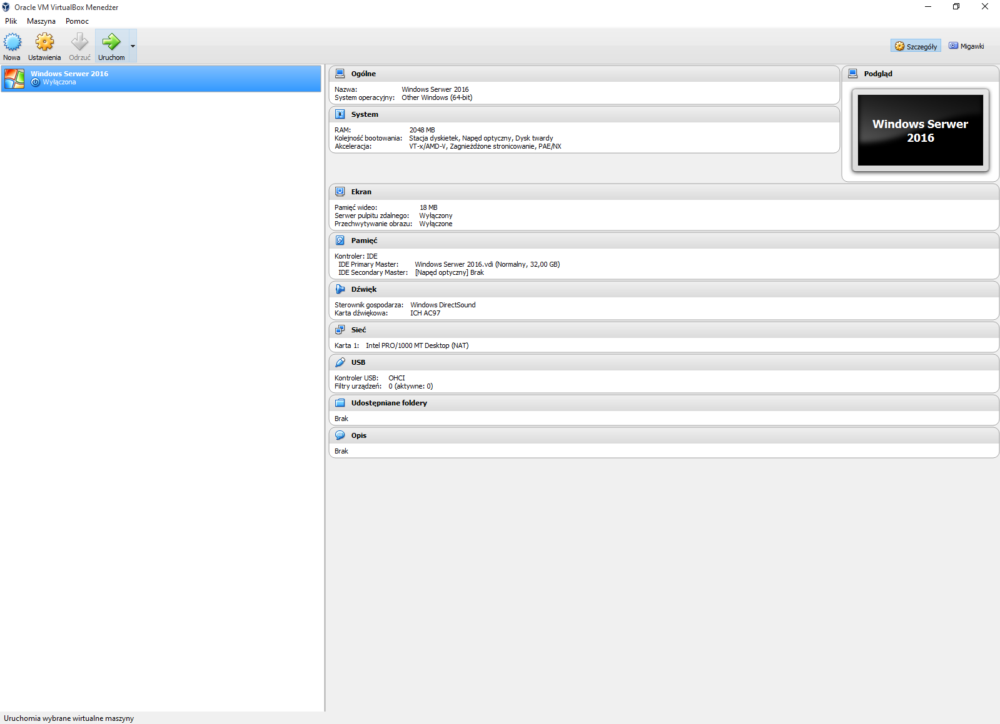 Oracle VM VirtualBox Menedżer
Plik Maszyna Pomoc
Nowa Ustawienia Odrzuć Uruchom Szczegóły Migawki
Windows Serwer 2016
Wyłączona
Ogólne
Nazwa: Windows Serwer 2016
System operacyjny: Other Windows (64-bit)
System
RAM: 2048 MB
Kolejność bootowania: Stacja dyskietek, Napęd optyczny, Dysk twardy
Akceleracja: VT-x/AMD-V, Zagnieżdżone stronicowanie, PAE/NX
Podgląd
Windows Serwer
2016
Ekran
Pamięć wideo: 18 MB
Serwer pulpitu zdalnego: Wyłączony
Przechwytywanie obrazu: Wyłączone
Pamięć
Kontroler: IDE
IDE Primary Master: Windows Serwer 2016.vdi (Normalny, 32,00 GB)
IDE Secondary Master: [Napęd optyczny] Brak
Dźwięk
Sterownik gospodarza: Windows DirectSound
Karta dźwiękowa: ICH AC97
Sieć
Karta 1: Intel PRO/1000 MT Desktop (NAT)
USB
Kontroler USB: OHCI
Filtry urządzeń: 0 (aktywne: 0)
Udostępniane foldery
Brak
Opis
Brak
Uruchomia wybrane wirtualne maszyny